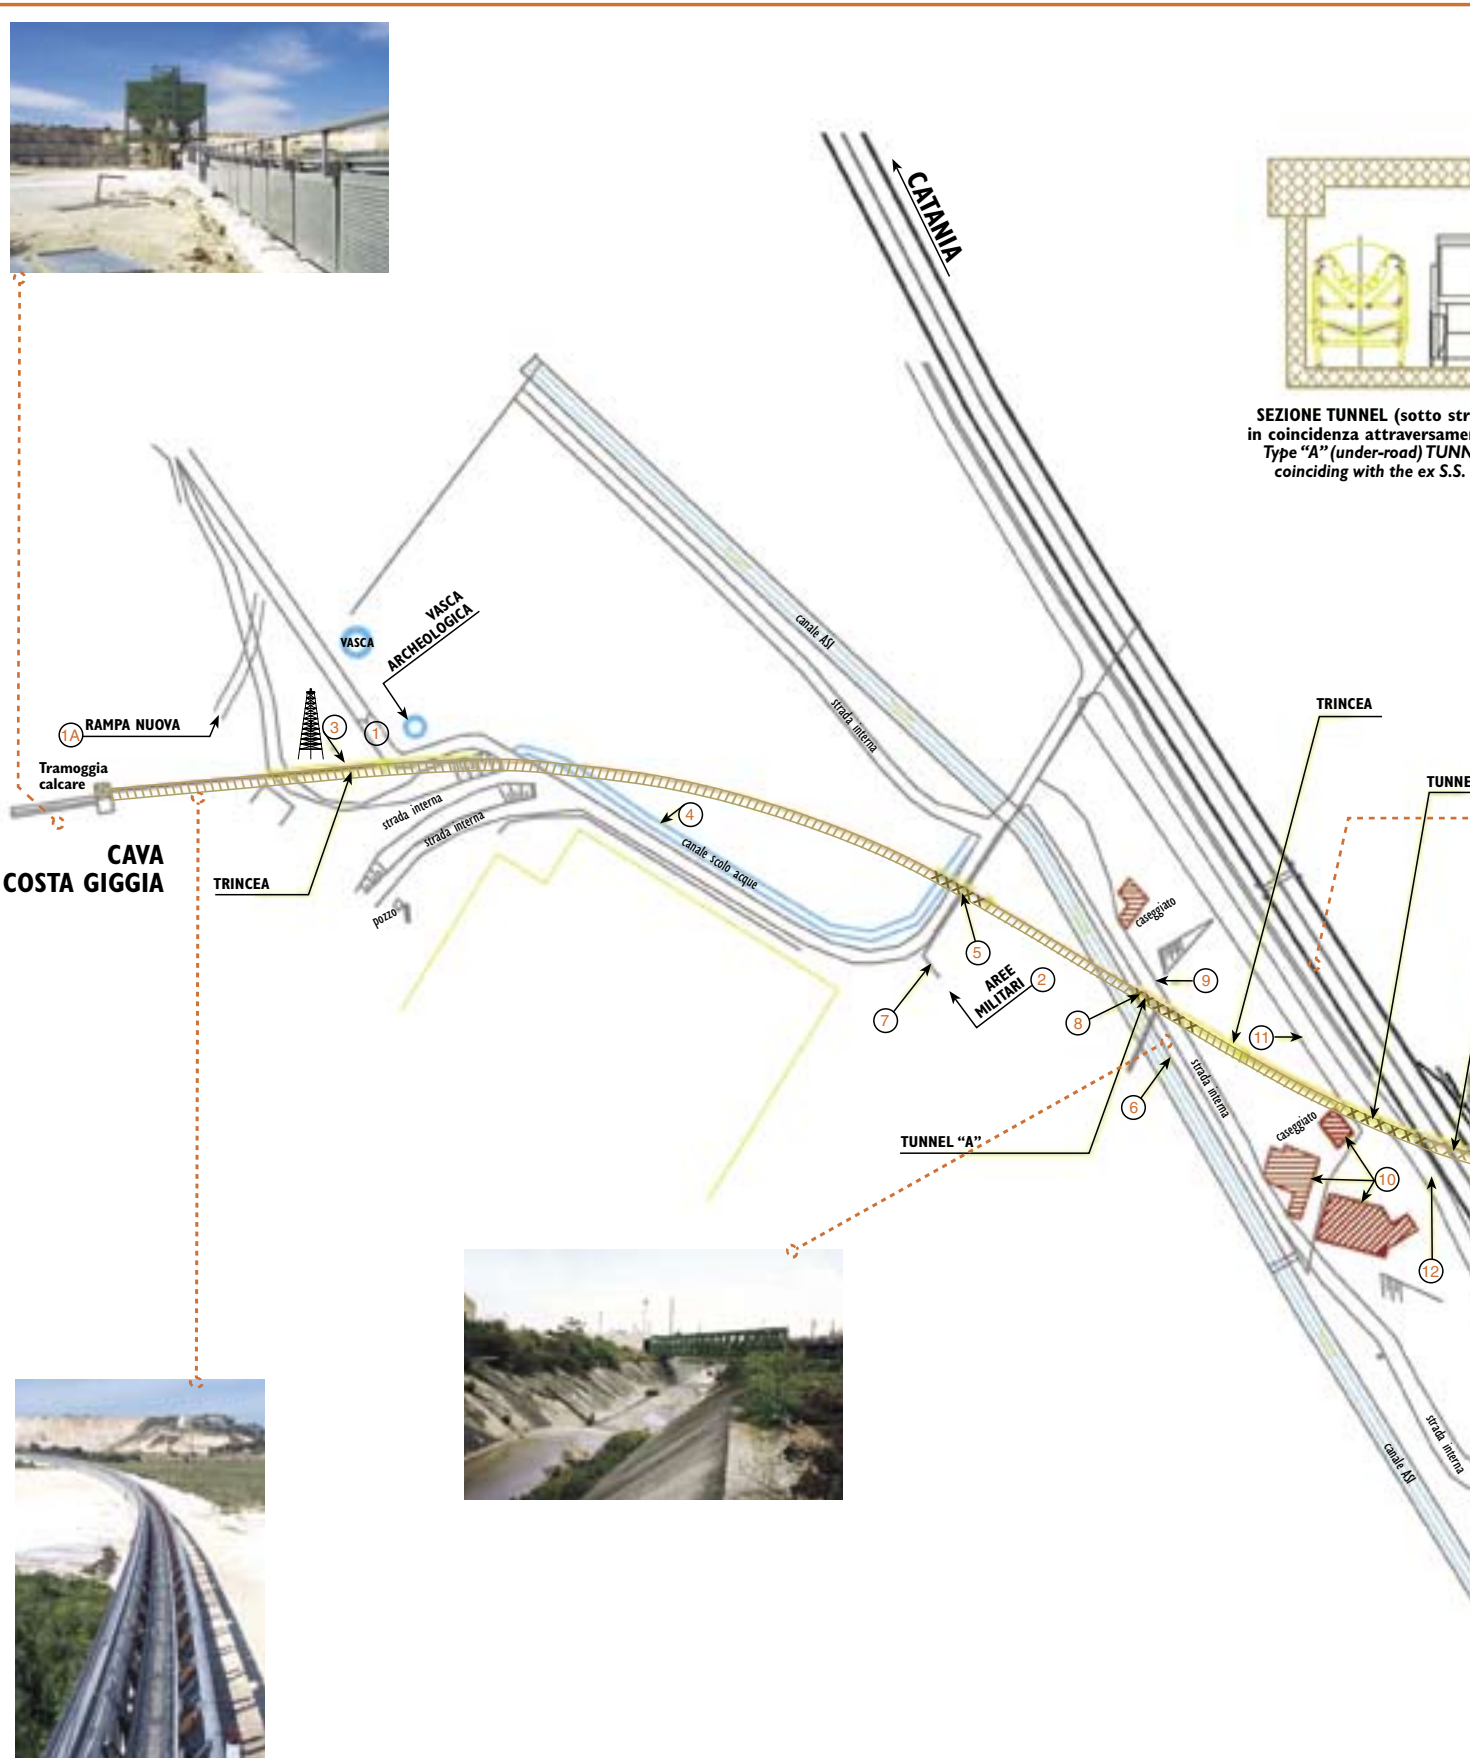 CATANIA
SEZIONE TUNNEL (sotto str
in coincidenza attraversame
Type “A” (under-road) TUNN
coinciding with the ex S.S.
canale ASI
VASCA
ARCHEOLOGICA
VASCA
strada interna
TRINCEA
1A RAMPA NUOVA
3
1
Tramoggia
calcare
TUNNE
strada interna
strada interna
4
canale scolo acque
CAVA
COSTA GIGGIA
TRINCEA
pozzo
caseggiato
5
AREE
MILITARI
2
9
7
8
11
strada interna
6
TUNNEL “A”
caseggiato
10
12
strada interna
canale ASI